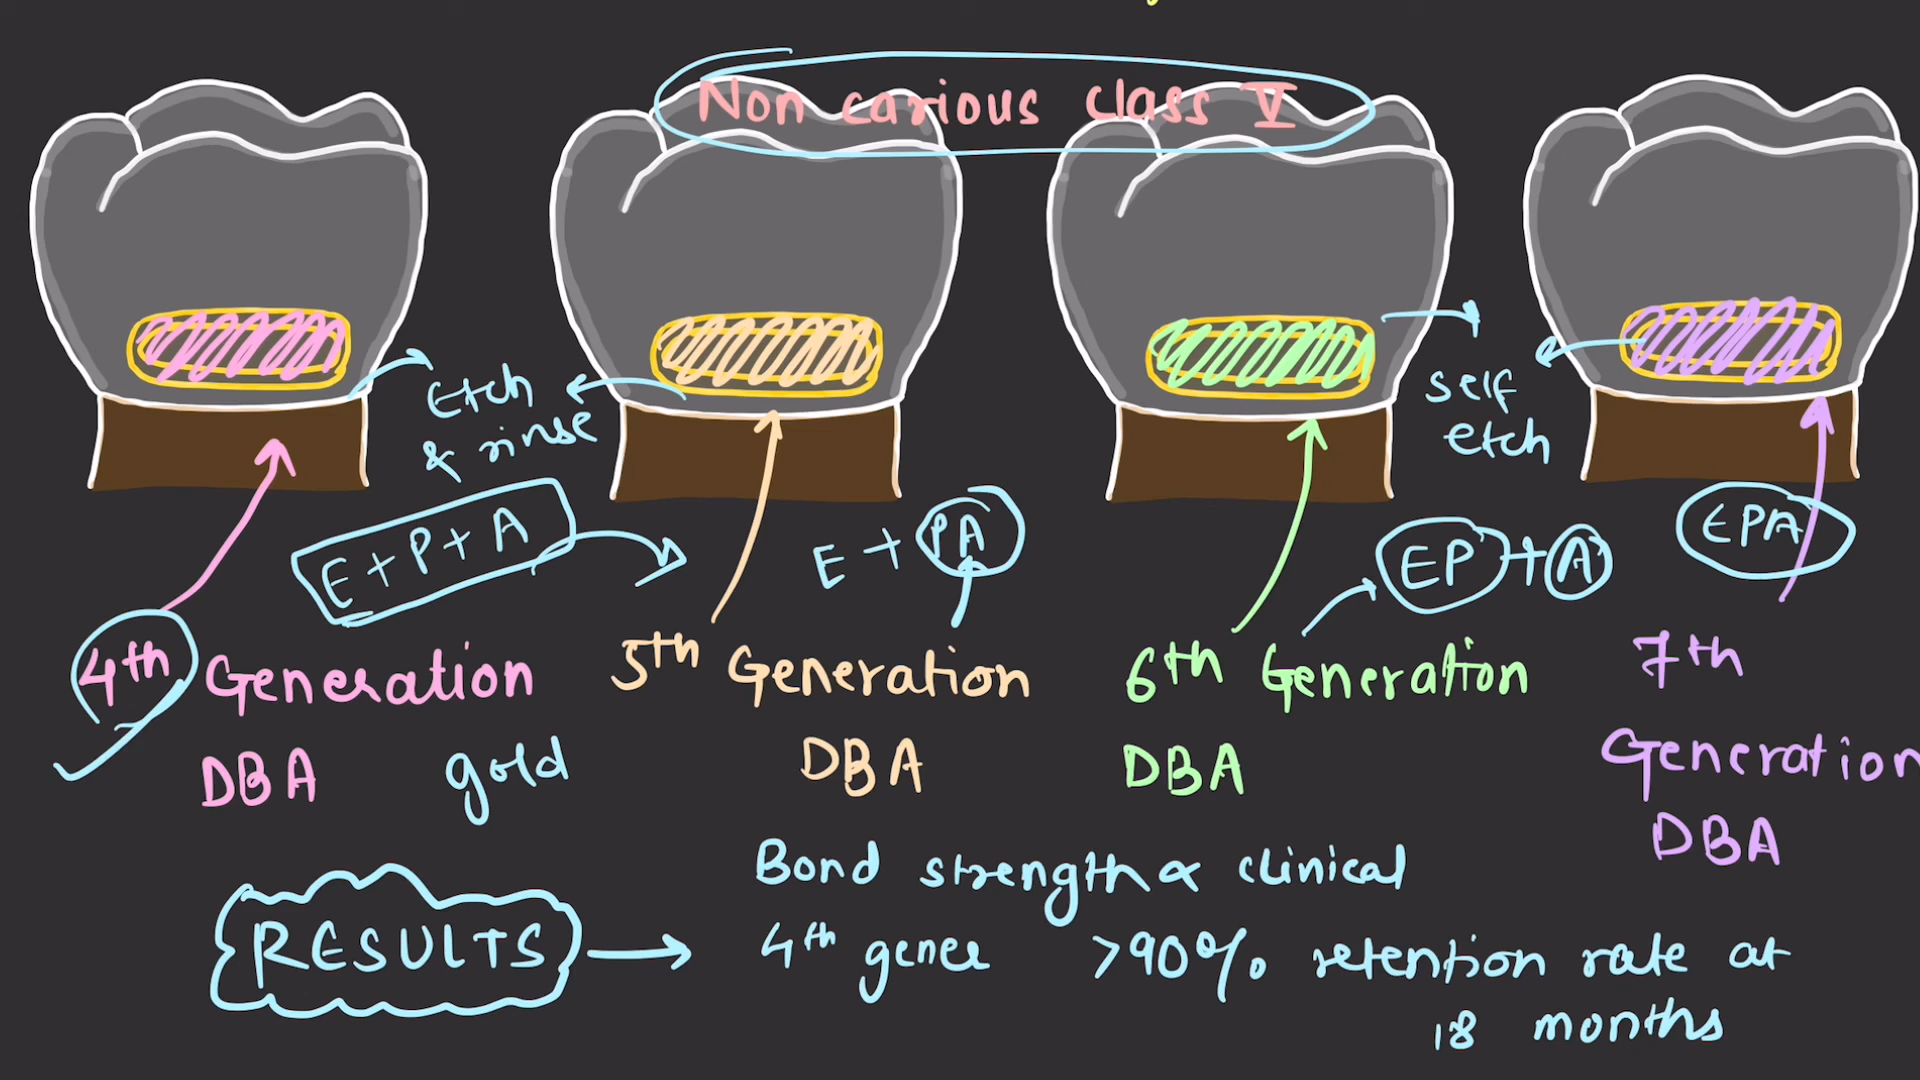 Non carious class V
Etch
& rinse
self
etch
E + P + A
E + PA
EP + A
EPA
4th Generation
DBA
gold
5th Generation
DBA
6th Generation
DBA
7th
Generation
DBA
RESULTS
Bond strength ∝ clinical
4th gener >90% retention rate at
18 months